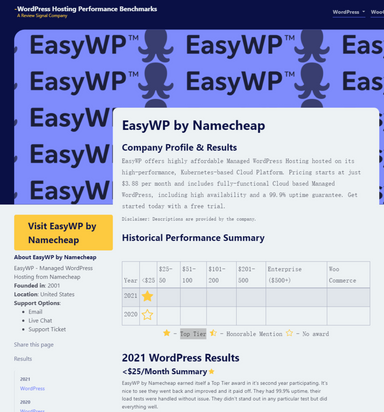 -WordPress Hosting Performance Benchmarks
A Review Signal Company
WordPress
Woo
EasyWP™ EasyWP™
EasyWP™ EasyWP™
EasyWP™
EasyWP™
EasyWP by Namecheap
Company Profile & Results
EasyWP offers highly affordable Managed WordPress Hosting hosted on its
high-performance, Kubernetes-based Cloud Platform. Pricing starts at just
$3.88 per month and includes fully-functional Cloud based Managed
WordPress, including high availability and a 99.9% uptime guarantee. Get
started today with a free trial.
Disclaimer: Descriptions are provided by the company.
Visit EasyWP by
Namecheap
About EasyWP by Namecheap
EasyWP - Managed WordPress
Hosting from Namecheap
Founded in: 2001
Location: United States
Support Options:
Email
Live Chat
Support Ticket
Share this page
Results
2021
WordPress
2020
WordPress
Historical Performance Summary
Year <$25 $25-50 $51-100 $101-200 $201-500 Enterprise ($500+) Woo Commerce
2021
2020
- Top Tier - Honorable Mention - No award
2021 WordPress Results
<$25/Month Summary
EasyWP by Namecheap earned itself a Top Tier award in it's second year participating. It's
nice to see they went back and improved and it paid off. They had 99.9% uptime, their
load tests were handled without issue. They didn't stand out in any particular test but did
everything well.